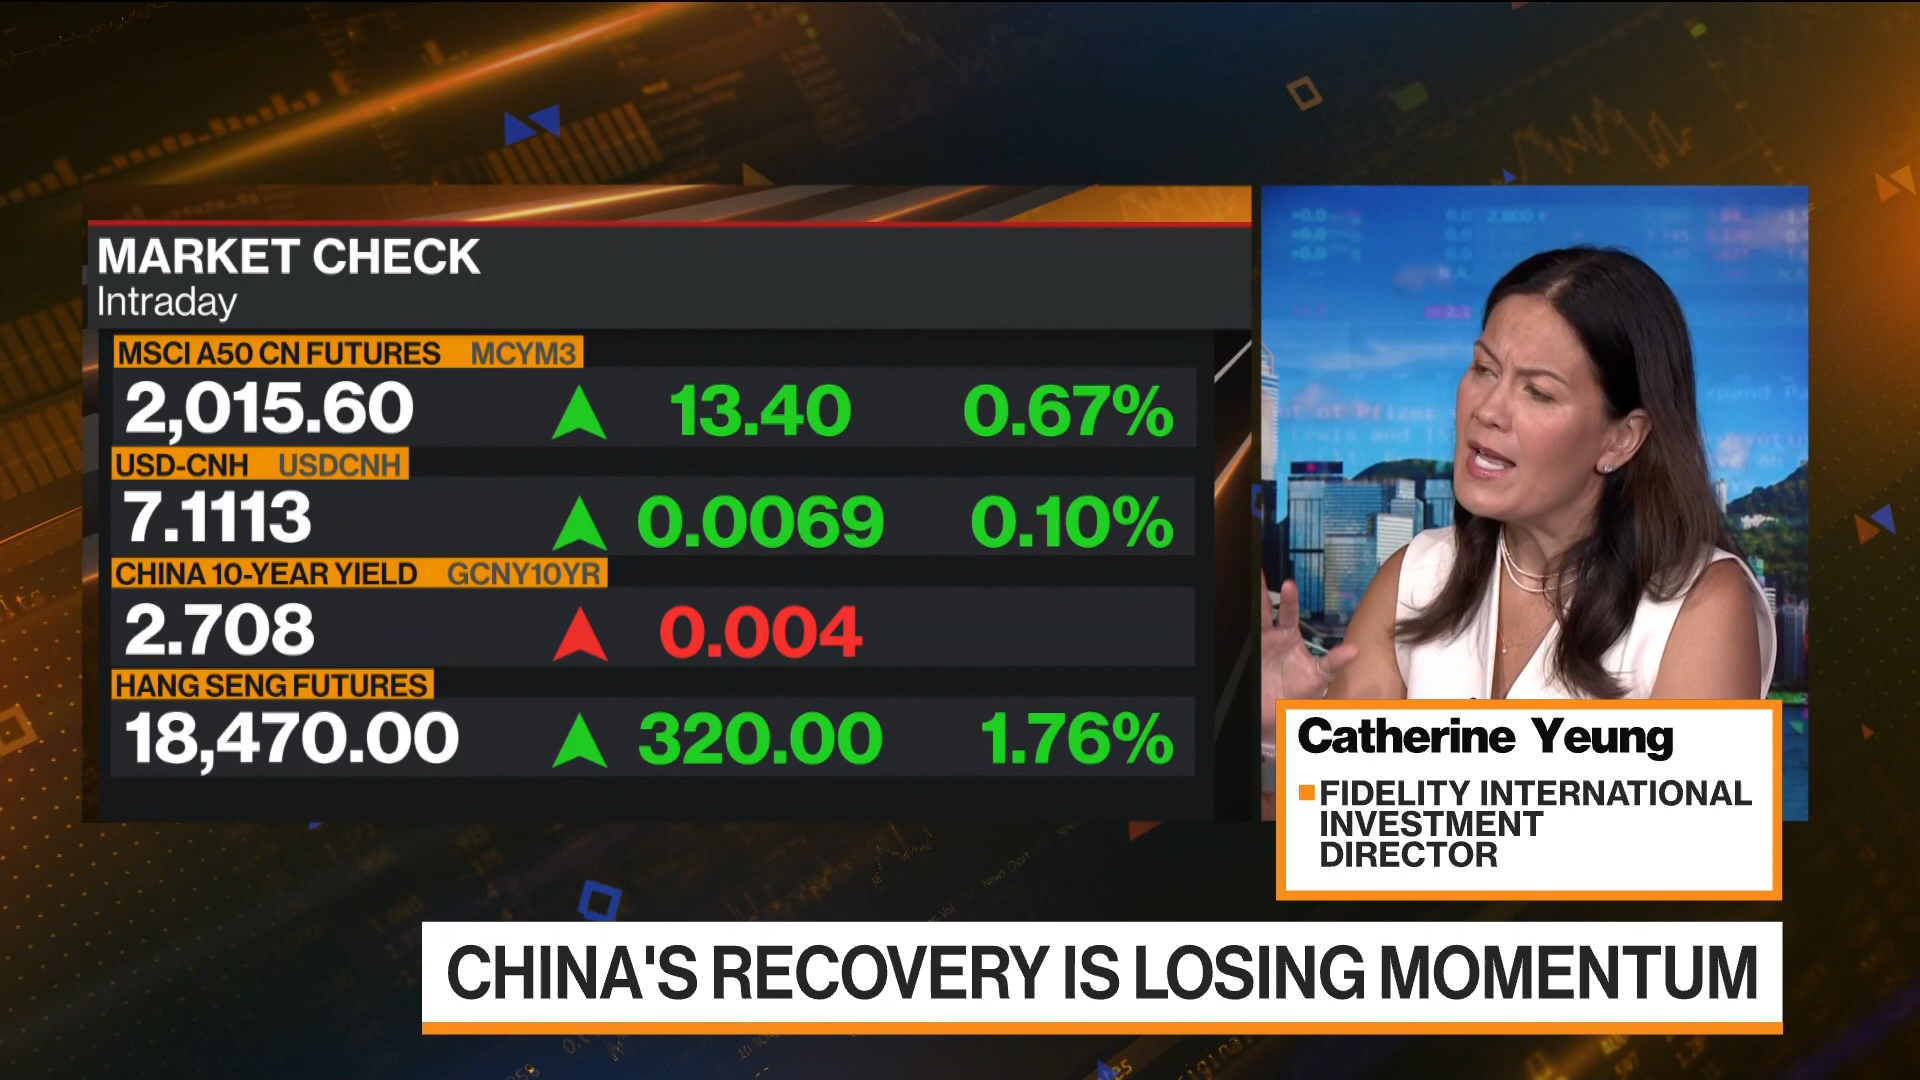 MARKET CHECK
Intraday
MSCI A50 CN FUTURES MCYM3
2,015.60 13.40 0.67%
USD-CNH USDCNH
7.1113 0.0069 0.10%
CHINA 10-YEAR YIELD GCNY10YR
2.708 0.004
HANG SENG FUTURES
18,470.00 320.00 1.76%
Catherine Yeung
FIDELITY INTERNATIONAL
INVESTMENT
DIRECTOR
CHINA'S RECOVERY IS LOSING MOMENTUM